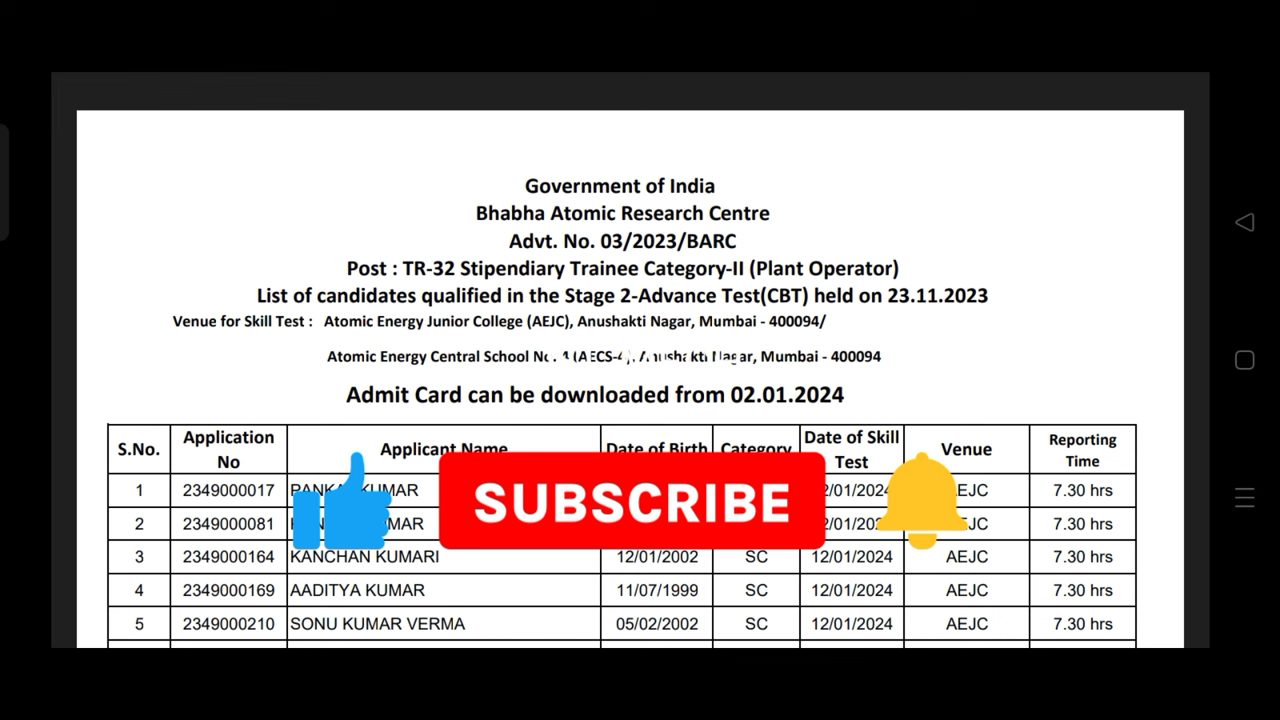 Government of India
Bhabha Atomic Research Centre
Advt. No. 03/2023/BARC
Post : TR-32 Stipendiary Trainee Category-II (Plant Operator)
List of candidates qualified in the Stage 2-Advance Test(CBT) held on 23.11.2023
Venue for Skill Test : Atomic Energy Junior College (AEJC), Anushakti Nagar, Mumbai - 400094/
Atomic Energy Central School No. 4 (AECS-4), Anushakti Nagar, Mumbai - 400094
Admit Card can be downloaded from 02.01.2024
S.No. Application No Applicant Name Date of Birth Category Date of Skill Test Venue Reporting Time
1 2349000017 KUMAR AEJC 7.30 hrs
2 2349000081 7.30 hrs
SUBSCRIBE
3 2349000164 KANCHAN KUMARI 12/01/2002 SC 12/01/2024 AEJC 7.30 hrs
4 2349000169 AADITYA KUMAR 11/07/1999 SC 12/01/2024 AEJC 7.30 hrs
5 2349000210 SONU KUMAR VERMA 05/02/2002 SC 12/01/2024 AEJC 7.30 hrs